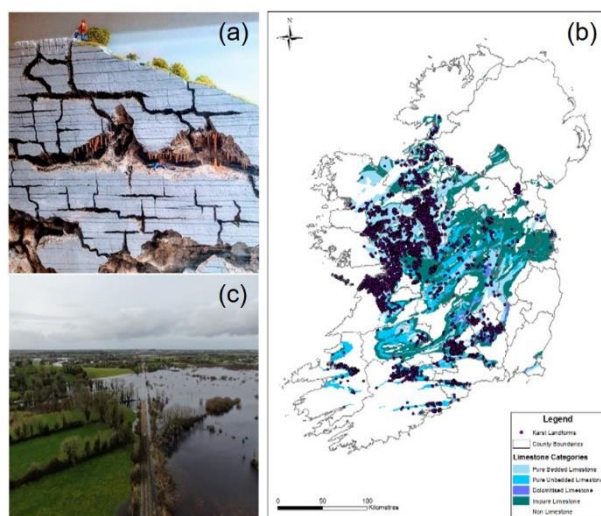 (a)
(b)
N
(c)
Legend
Karst Landforms
County Boundaries
Limestone Categories
Pure Bedded Limestone
Pure Unbedded Limestone
Dolomitised Limestone
Impure Limestone
Non Limestone
0 50 100
Kilometres